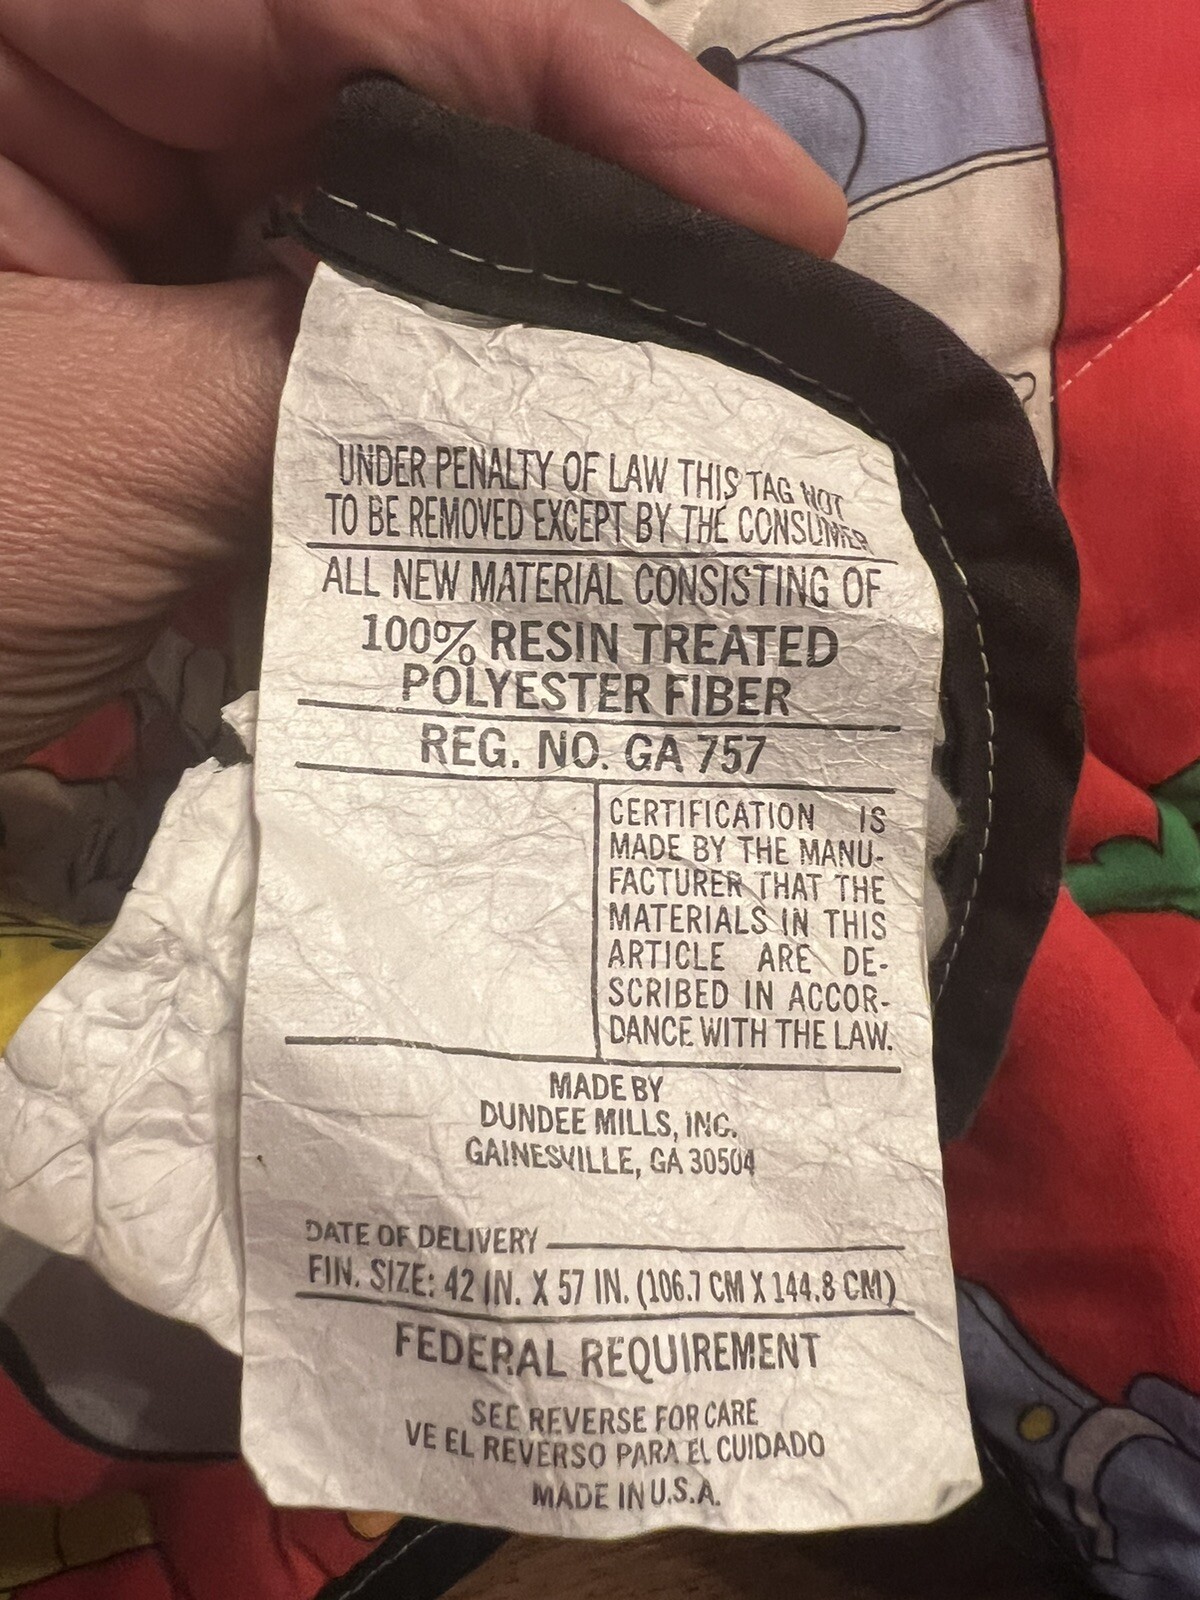 UNDER PENALTY OF LAW THIS TAG NOT
TO BE REMOVED EXCEPT BY THE CONSUMER
ALL NEW MATERIAL CONSISTING OF
100% RESIN TREATED
POLYESTER FIBER
REG. NO. GA 757
CERTIFICATION IS
MADE BY THE MANU-
FACTURER THAT THE
MATERIALS IN THIS
ARTICLE ARE DE-
SCRIBED IN ACCOR-
DANCE WITH THE LAW.
MADE BY
DUNDEE MILLS, INC.
GAINESVILLE, GA 30504
DATE OF DELIVERY
FIN. SIZE: 42 IN. X 57 IN. (106.7 CM X 144.8 CM)
FEDERAL REQUIREMENT
SEE REVERSE FOR CARE
VE EL REVERSO PARA EL CUIDADO
MADE IN U.S.A.